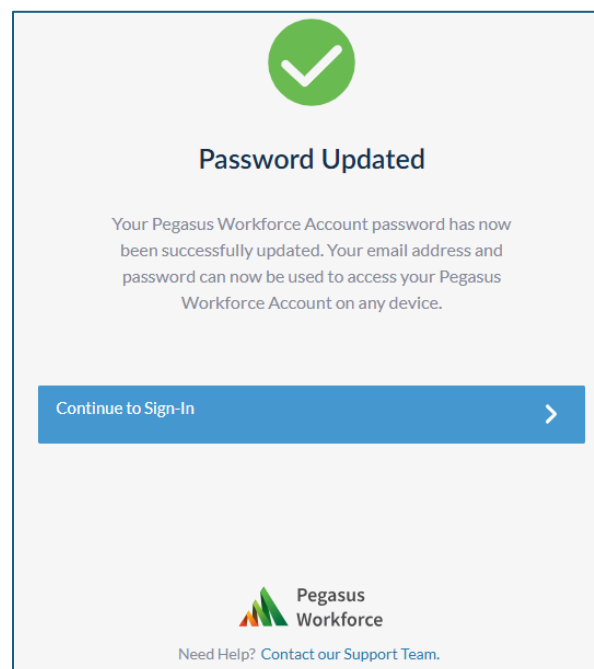 Password Updated
Your Pegasus Workforce Account password has now
been successfully updated. Your email address and
password can now be used to access your Pegasus
Workforce Account on any device.
Continue to Sign-In
Pegasus
Workforce
Need Help? Contact our Support Team.